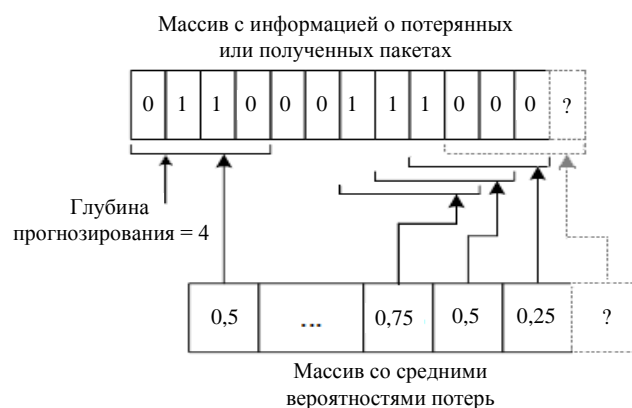 Массив с информацией о потерянных
или полученных пакетах
0 1 1 0 0 0 1 1 1 0 0 0 ?
Глубина
прогнозирования = 4
0,5 ... 0,75 0,5 0,25 ?
Массив со средними
вероятностями потерь